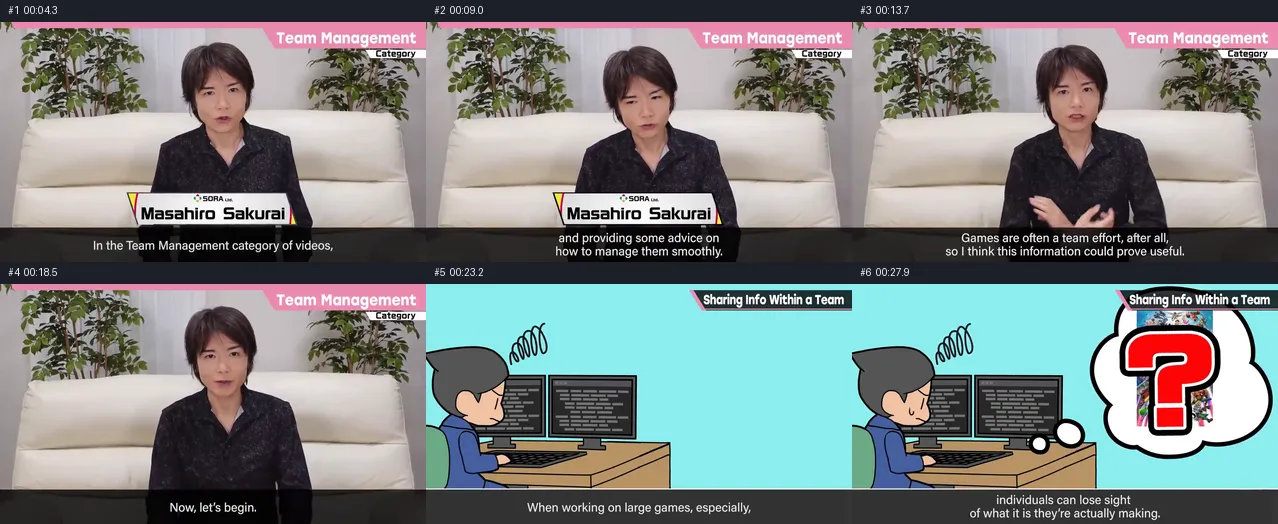 #1 00:04.3
Team Management
Category
SORA Ltd.
Masahiro Sakurai
In the Team Management category of videos,
#2 00:09.0
Team Management
Category
SORA Ltd.
Masahiro Sakurai
and providing some advice on
how to manage them smoothly.
#3 00:13.7
Team Management
Category
Games are often a team effort, after all,
so I think this information could prove useful.
#4 00:18.5
Team Management
Category
Now, let's begin.
#5 00:23.2
Sharing Info Within a Team
When working on large games, especially,
#6 00:27.9
Sharing Info Within a Team
?
individuals can lose sight
of what it is they're actually making.